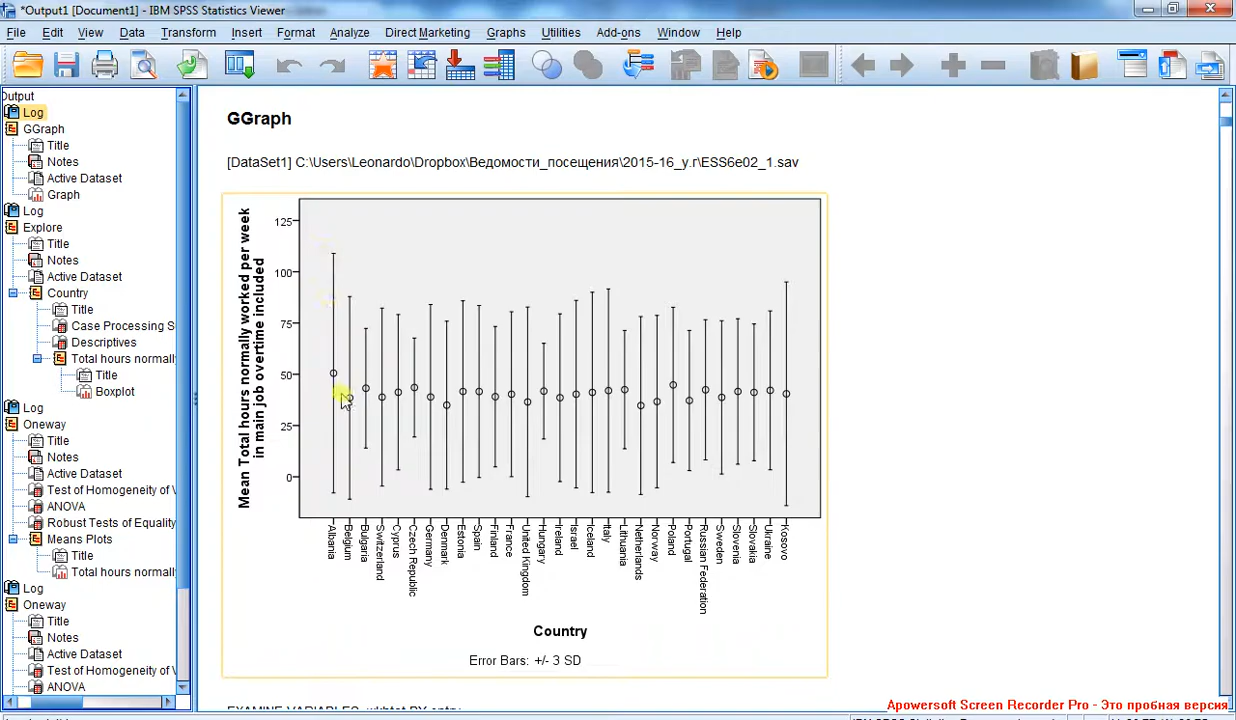 *Output1 [Document1] - IBM SPSS Statistics Viewer
File Edit View Data Transform Insert Format Analyze Direct Marketing Graphs Utilities Add-ons Window Help
Output
Log
GGraph
Title
Notes
Active Dataset
Graph
Log
Explore
Title
Notes
Active Dataset
Country
Title
Case Processing S
Descriptives
Total hours normally
Title
Boxplot
Log
Oneway
Title
Notes
Active Dataset
Test of Homogeneity of V
ANOVA
Robust Tests of Equality
Means Plots
Title
Total hours normally
Log
Oneway
Title
Notes
Active Dataset
Test of Homogeneity of V
ANOVA
GGraph
[DataSet1] C:\Users\Leonardo\Dropbox\Ведомости_посещения\2015-16_y.r\ESS6e02_1.sav
Mean Total hours normally worked per week
in main job overtime included
125
100
75
50
25
0
Albania
Belgium
Bulgaria
Switzerland
Cyprus
Czech Republic
Germany
Denmark
Estonia
Spain
Finland
France
United Kingdom
Hungary
Ireland
Israel
Iceland
Italy
Lithuania
Netherlands
Norway
Poland
Portugal
Russian Federation
Sweden
Slovenia
Slovakia
Ukraine
Kosovo
Country
Error Bars: +/- 3 SD
Apowersoft Screen Recorder Pro - Это пробная версия